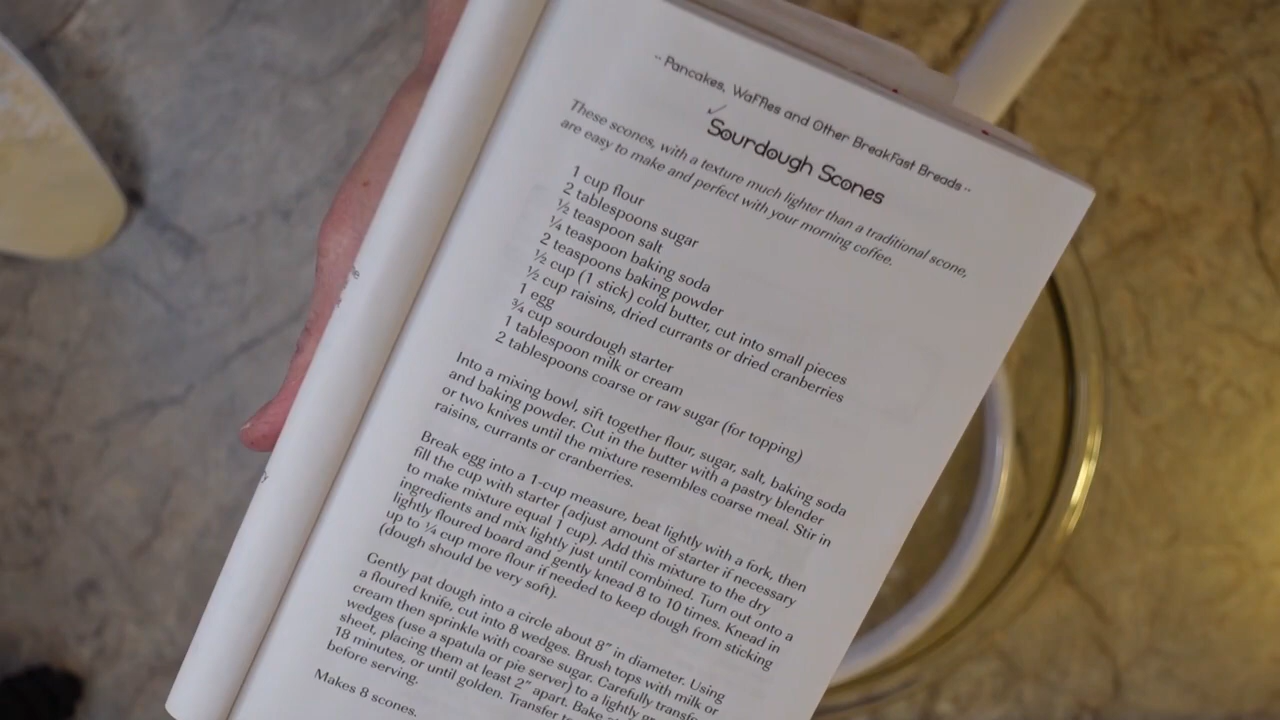 -- Pancakes, Waffles and Other Breakfast Breads --
Sourdough Scones
These scones, with a texture much lighter than a traditional scone,
are easy to make and perfect with your morning coffee.
1 cup flour
2 tablespoons sugar
½ teaspoon salt
¼ teaspoon baking soda
2 teaspoons baking powder
½ cup (1 stick) cold butter, cut into small pieces
½ cup raisins, dried currants or dried cranberries
1 egg
¾ cup sourdough starter
1 tablespoon milk or cream
2 tablespoons coarse or raw sugar (for topping)
Into a mixing bowl, sift together flour, sugar, salt, baking soda
and baking powder. Cut in the butter with a pastry blender
or two knives until the mixture resembles coarse meal. Stir in
raisins, currants or cranberries.
Break egg into a 1-cup measure, beat lightly with a fork, then
fill the cup with starter (adjust amount of starter if necessary
to make mixture equal 1 cup). Add this mixture to the dry
ingredients and mix lightly just until combined. Turn out onto a
lightly floured board and gently knead 8 to 10 times. Knead in
up to ¼ cup more flour if needed to keep dough from sticking
(dough should be very soft).
Gently pat dough into a circle about 8" in diameter. Using
a floured knife, cut into 8 wedges. Brush tops with milk or
cream then sprinkle with coarse sugar. Carefully
wedges (use a spatula or pie server) to a lightly
sheet, placing them at least 2" apart. Bake
18 minutes, or until golden. Transfer
before serving.
Makes 8 scones.